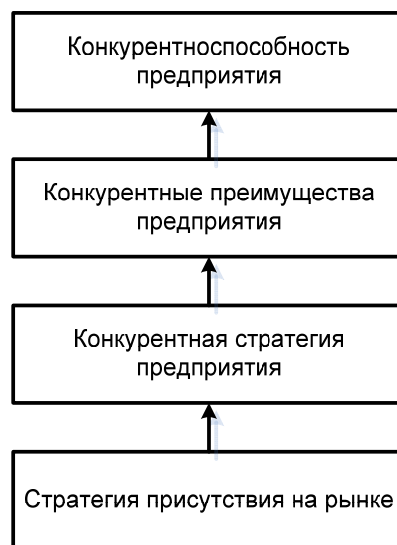 Конкурентноспособность
предприятия
Конкурентные преимущества
предприятия
Конкурентная стратегия
предприятия
Стратегия присутствия на рынке